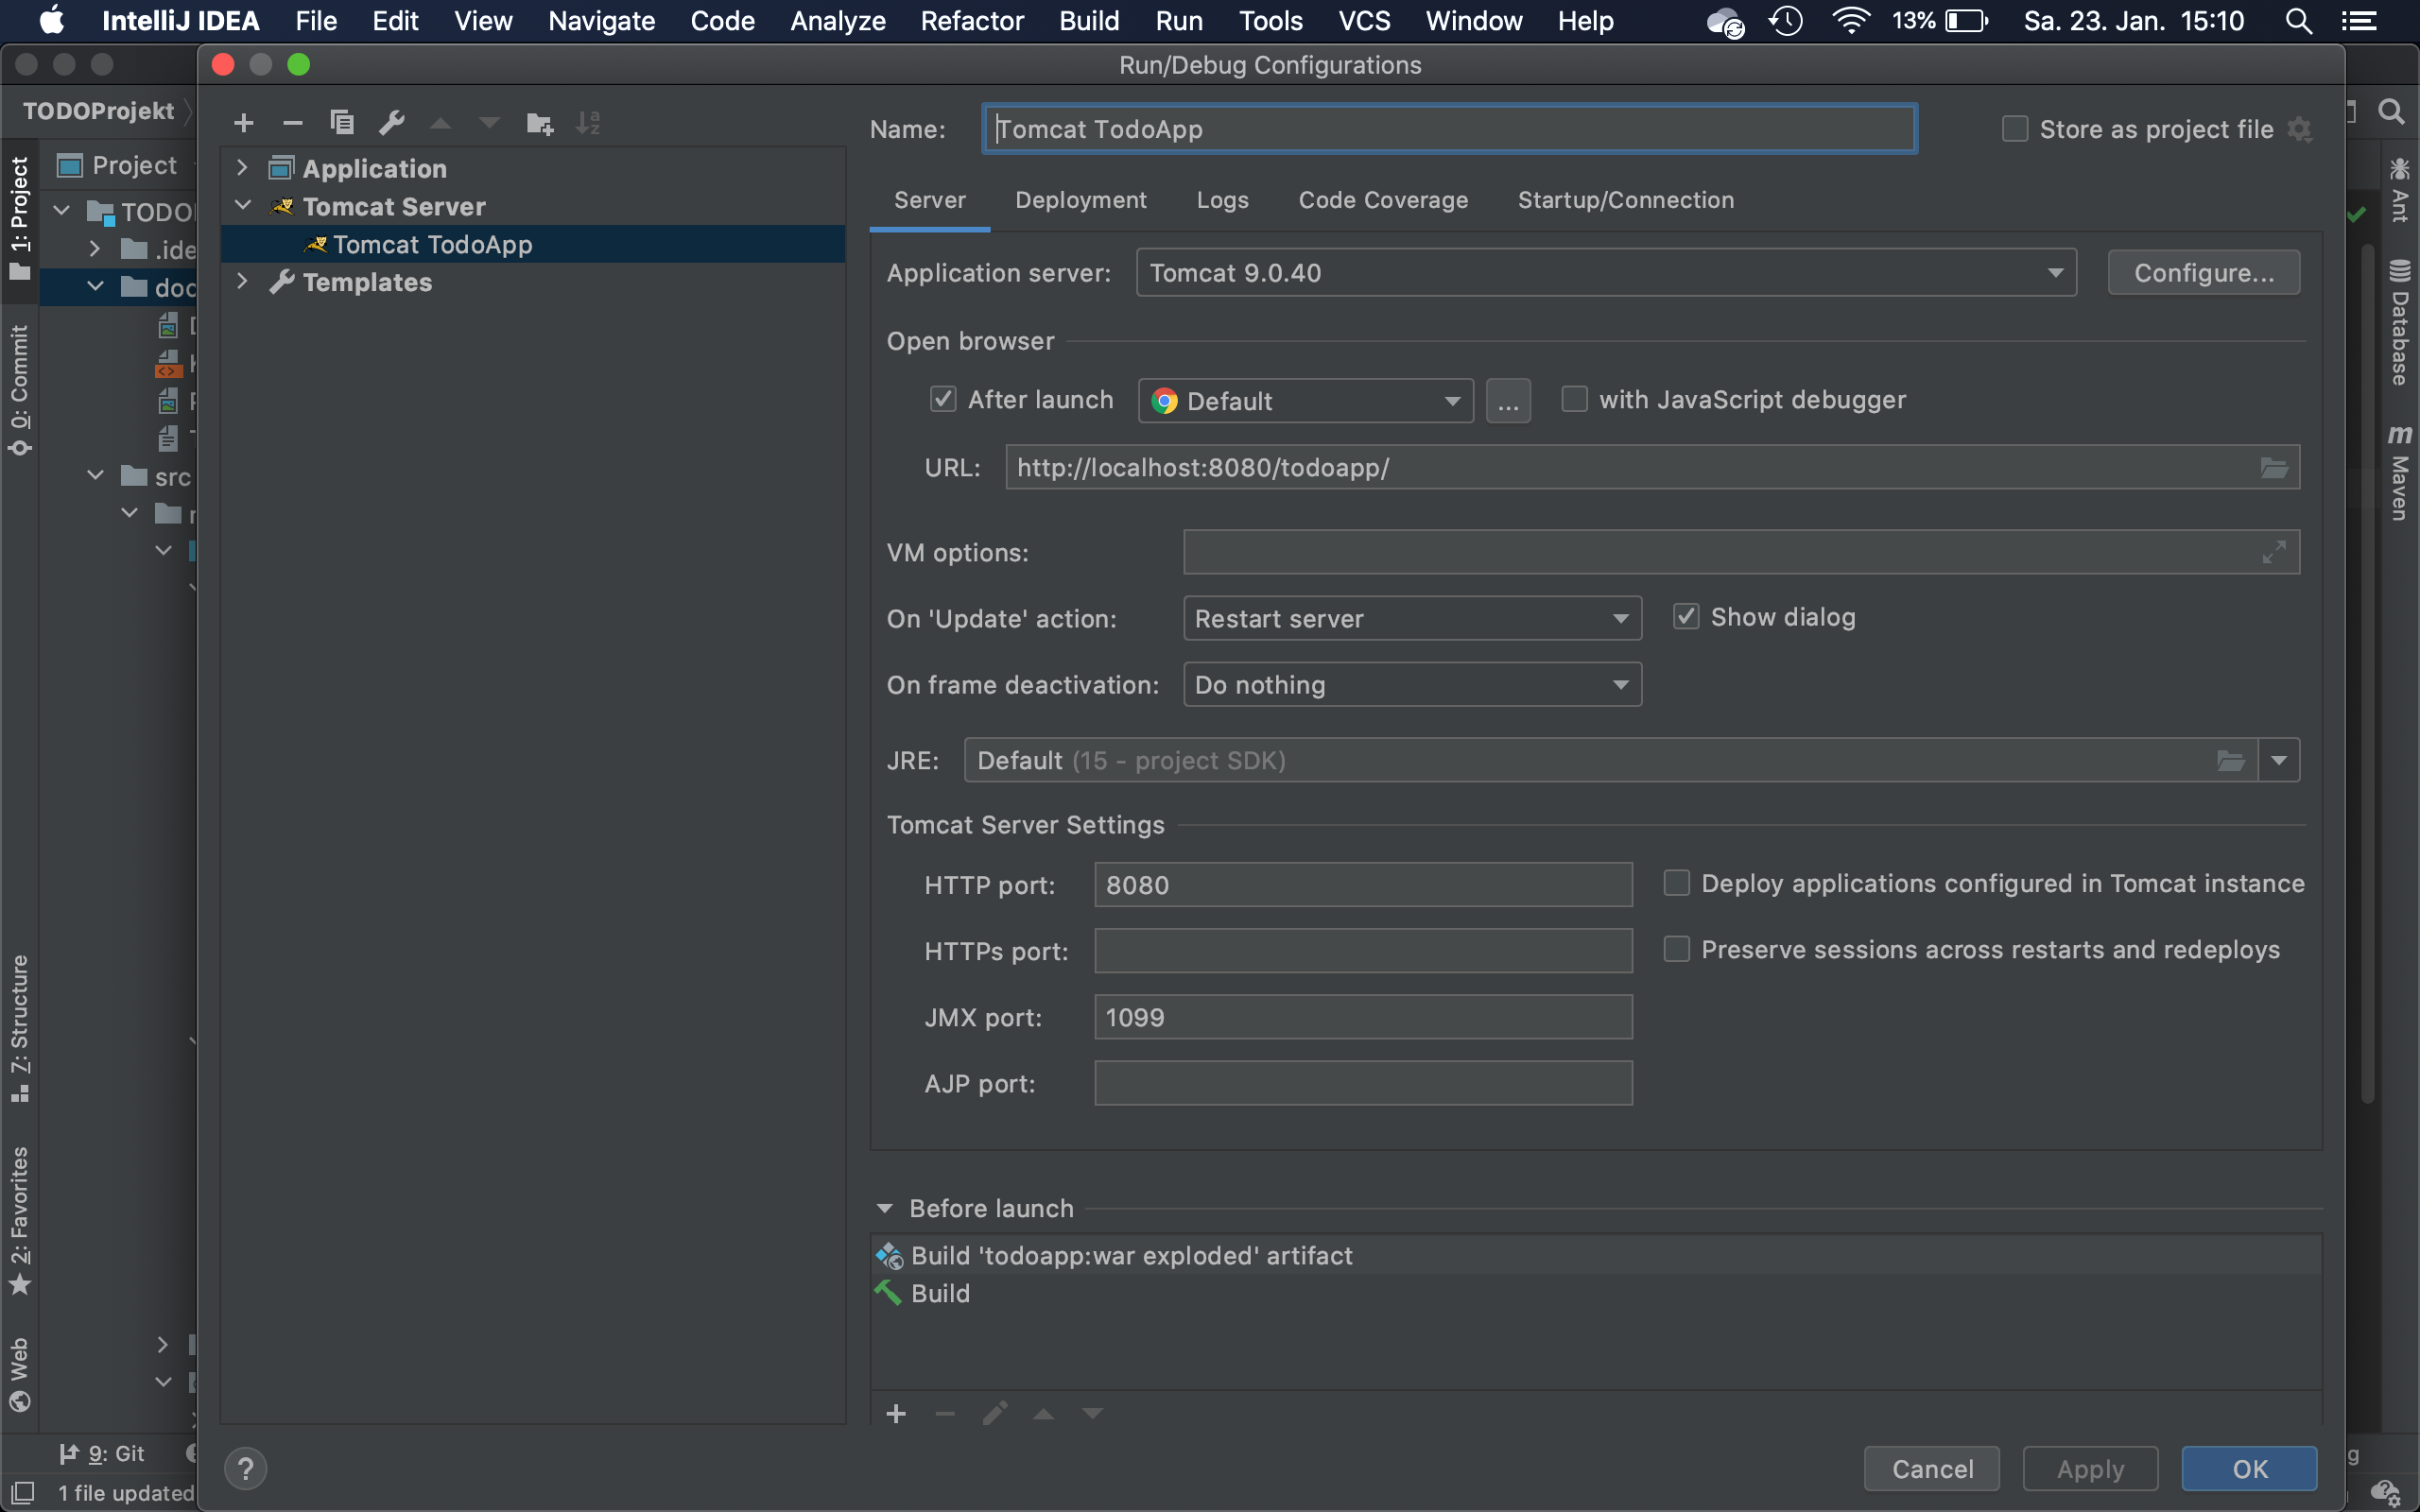 IntelliJ IDEA File Edit View Navigate Code Analyze Refactor Build Run Tools VCS Window Help 13% Sa. 23. Jan. 15:10
Run/Debug Configurations
TODOProjekt
Project
1: Project
0: Commit
7: Structure
2: Favorites
Web
TODO
.ide
doc
src
9: Git
1 file updated
Application
Tomcat Server
Tomcat TodoApp
Templates
Name: Tomcat TodoApp
Store as project file
Server Deployment Logs Code Coverage Startup/Connection
Application server: Tomcat 9.0.40 Configure...
Open browser
After launch Default ... with JavaScript debugger
URL: http://localhost:8080/todoapp/
VM options:
On 'Update' action: Restart server Show dialog
On frame deactivation: Do nothing
JRE: Default (15 - project SDK)
Tomcat Server Settings
HTTP port: 8080 Deploy applications configured in Tomcat instance
HTTPs port: Preserve sessions across restarts and redeploys
JMX port: 1099
AJP port:
Before launch
Build 'todoapp:war exploded' artifact
Build
? Cancel Apply OK
Ant
Database
m Maven